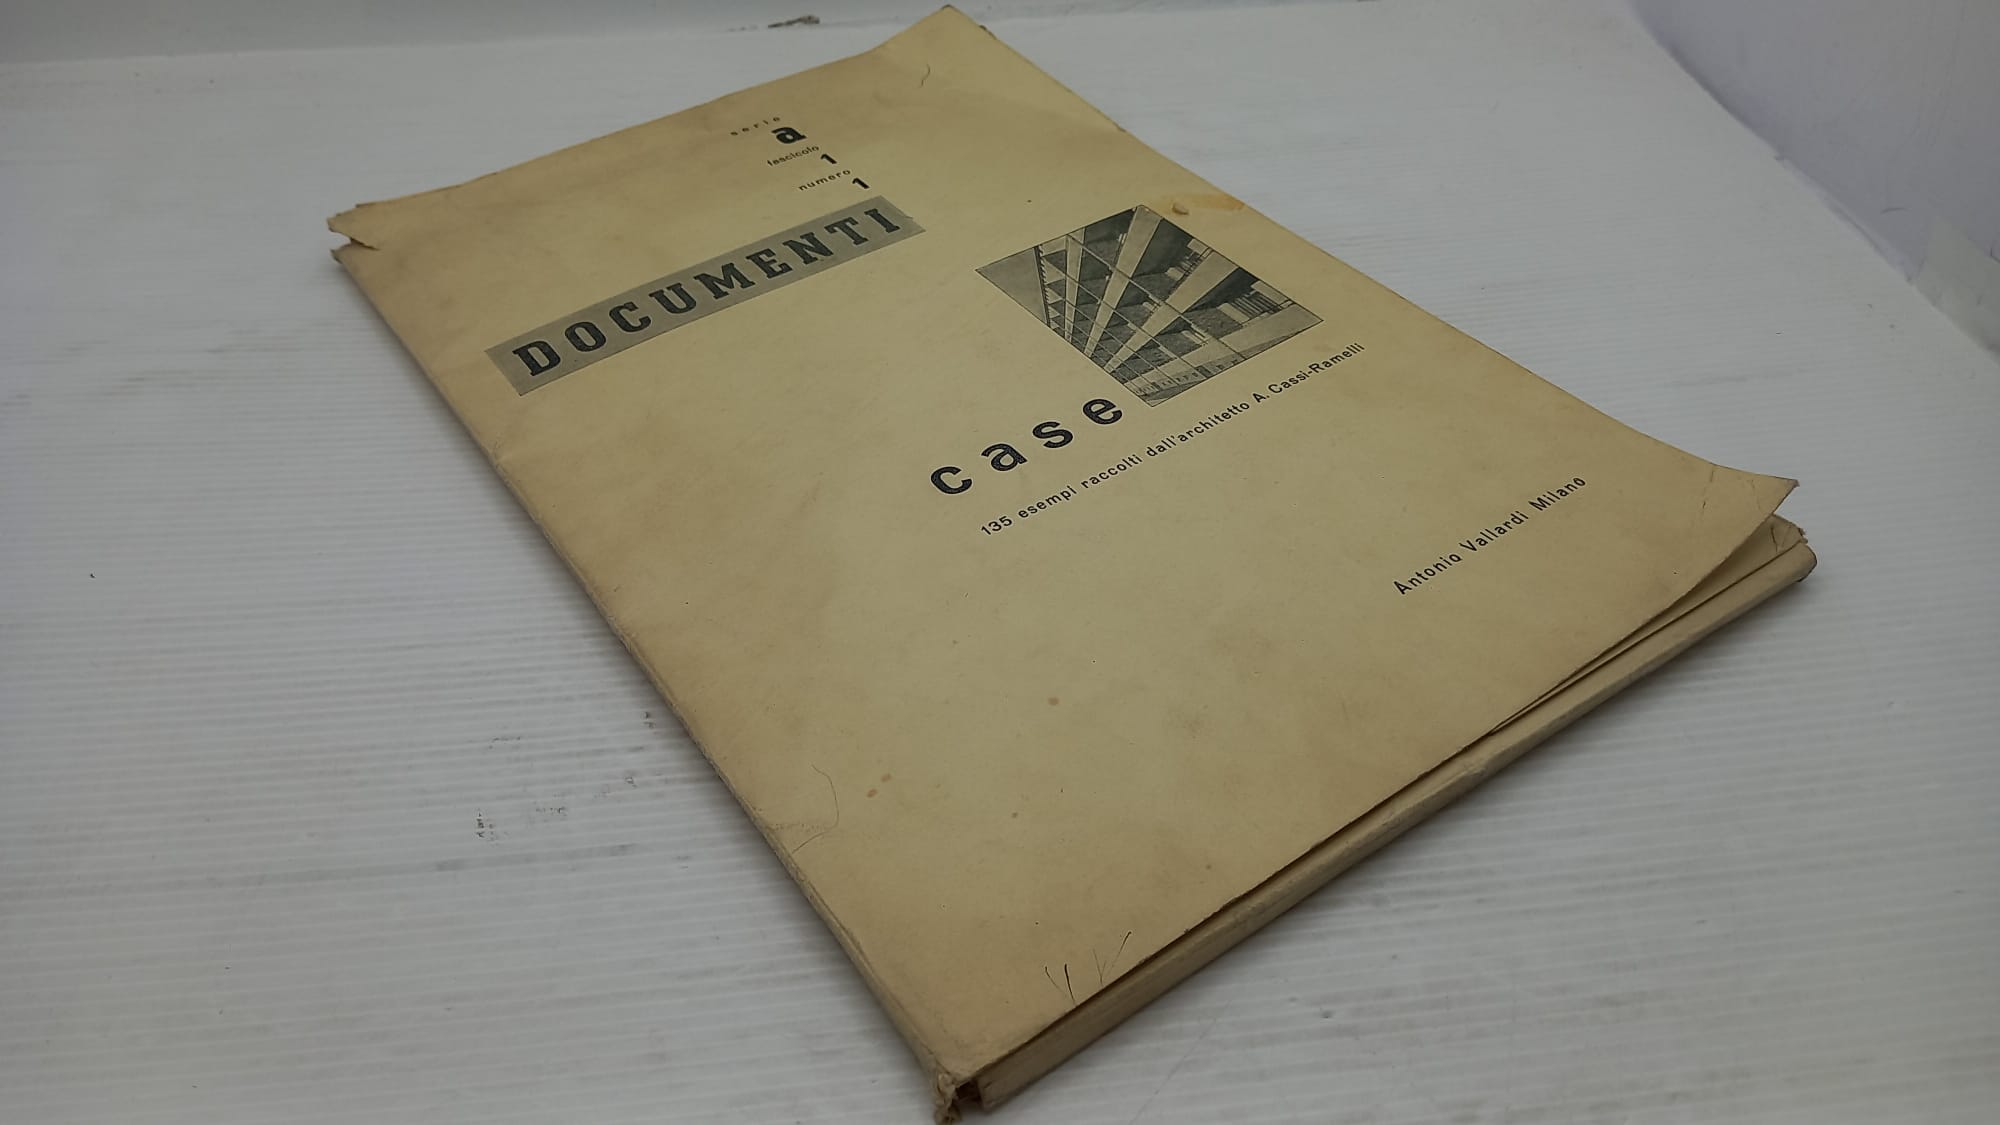 serie
a
fascicolo
1
numero
1
DOCUMENTI
case
135 esempi raccolti dall'architetto A. Cassi-Ramelli
Antonio Vallardi Milano